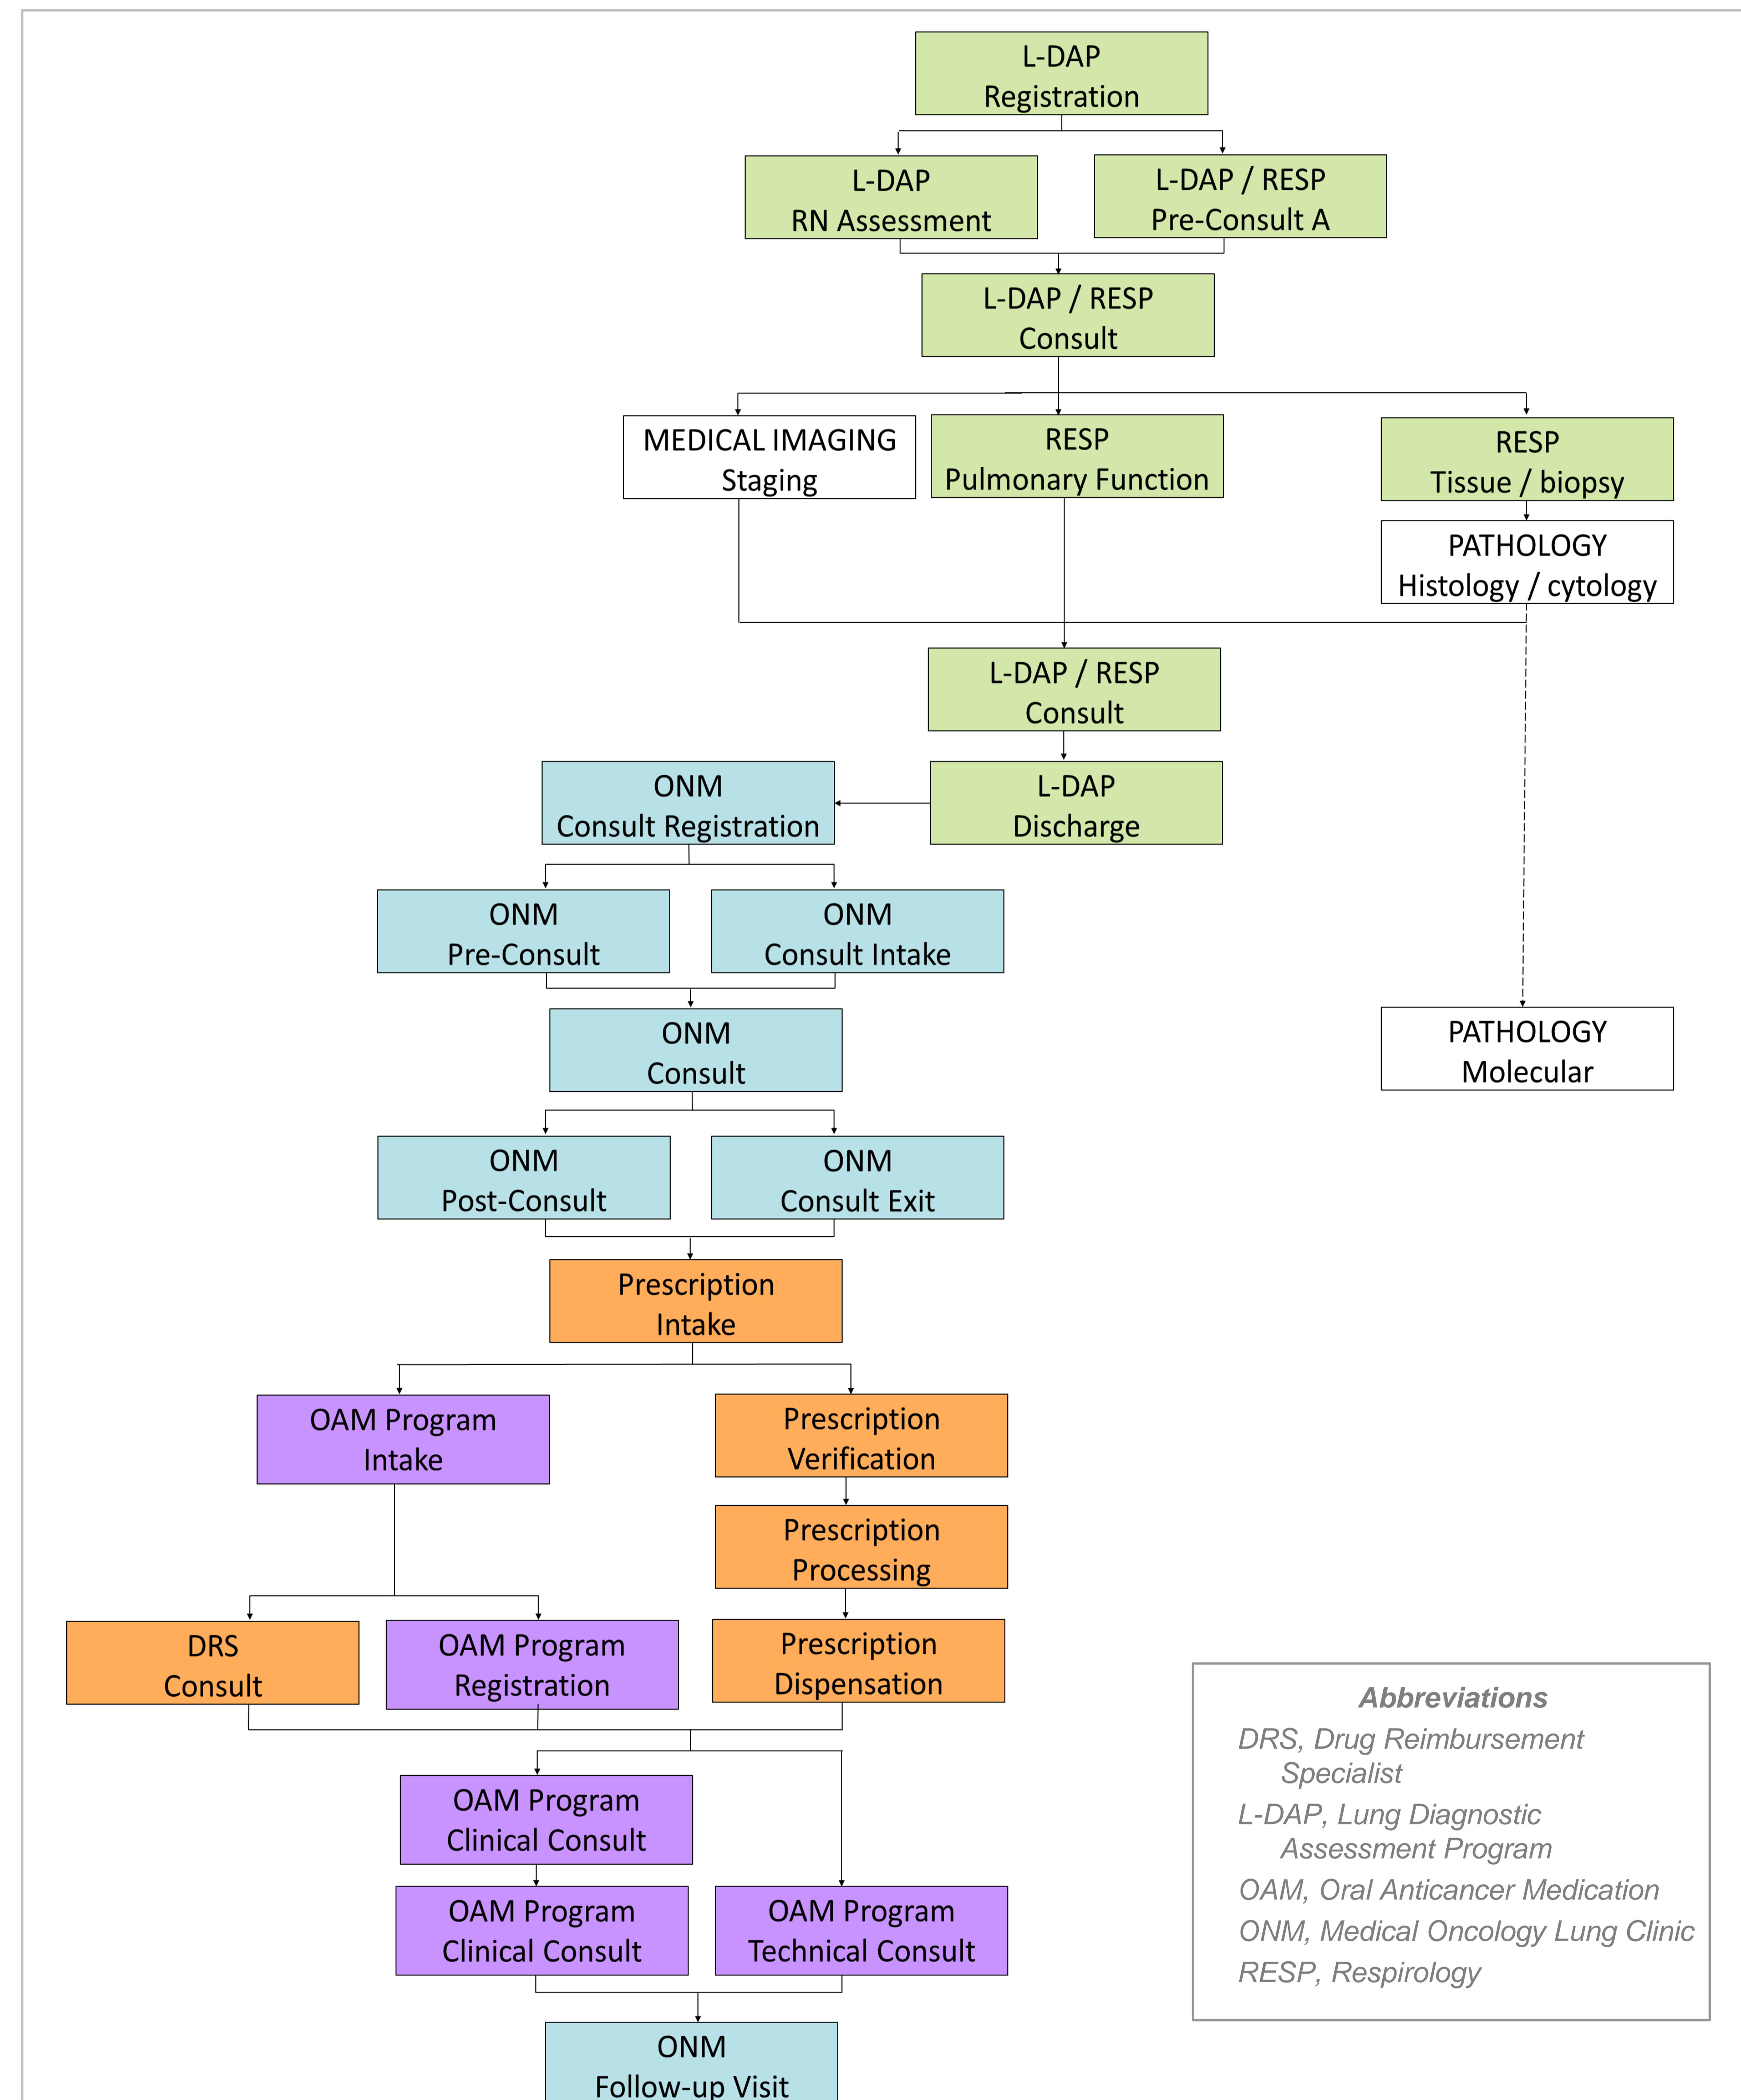 L-DAP
Registration
L-DAP
RN Assessment
L-DAP / RESP
Pre-Consult A
L-DAP / RESP
Consult
MEDICAL IMAGING
Staging
RESP
Pulmonary Function
RESP
Tissue / biopsy
PATHOLOGY
Histology / cytology
L-DAP / RESP
Consult
ONM
Consult Registration
L-DAP
Discharge
ONM
Pre-Consult
ONM
Consult Intake
ONM
Consult
PATHOLOGY
Molecular
ONM
Post-Consult
ONM
Consult Exit
Prescription
Intake
OAM Program
Intake
Prescription
Verification
Prescription
Processing
DRS
Consult
OAM Program
Registration
Prescription
Dispensation
OAM Program
Clinical Consult
OAM Program
Clinical Consult
OAM Program
Technical Consult
ONM
Follow-up Visit
Abbreviations
DRS, Drug Reimbursement
Specialist
L-DAP, Lung Diagnostic
Assessment Program
OAM, Oral Anticancer Medication
ONM, Medical Oncology Lung Clinic
RESP, Respirology